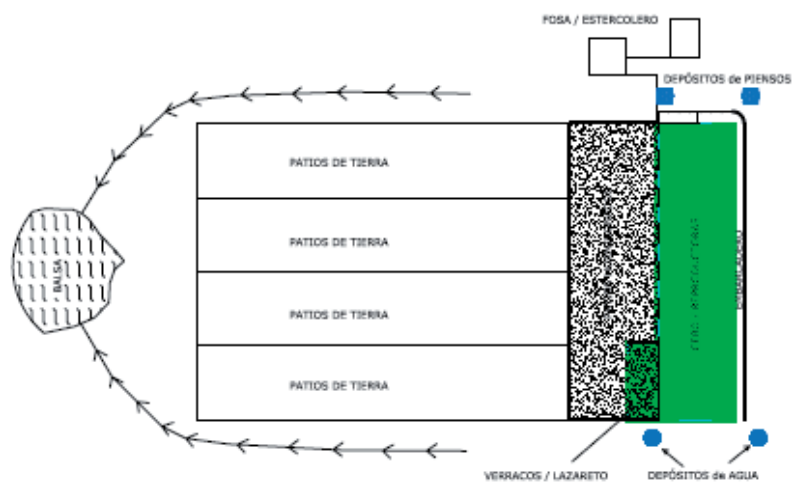 FOSA / ESTERCOLERO
DEPÓSITOS de PIENSOS
PATIOS DE TIERRA
PATIOS DE TIERRA
PATIOS DE TIERRA
PATIOS DE TIERRA
BALSA
EMBARCADERO
VERRACOS / LAZARETO
DEPÓSITOS de AGUA